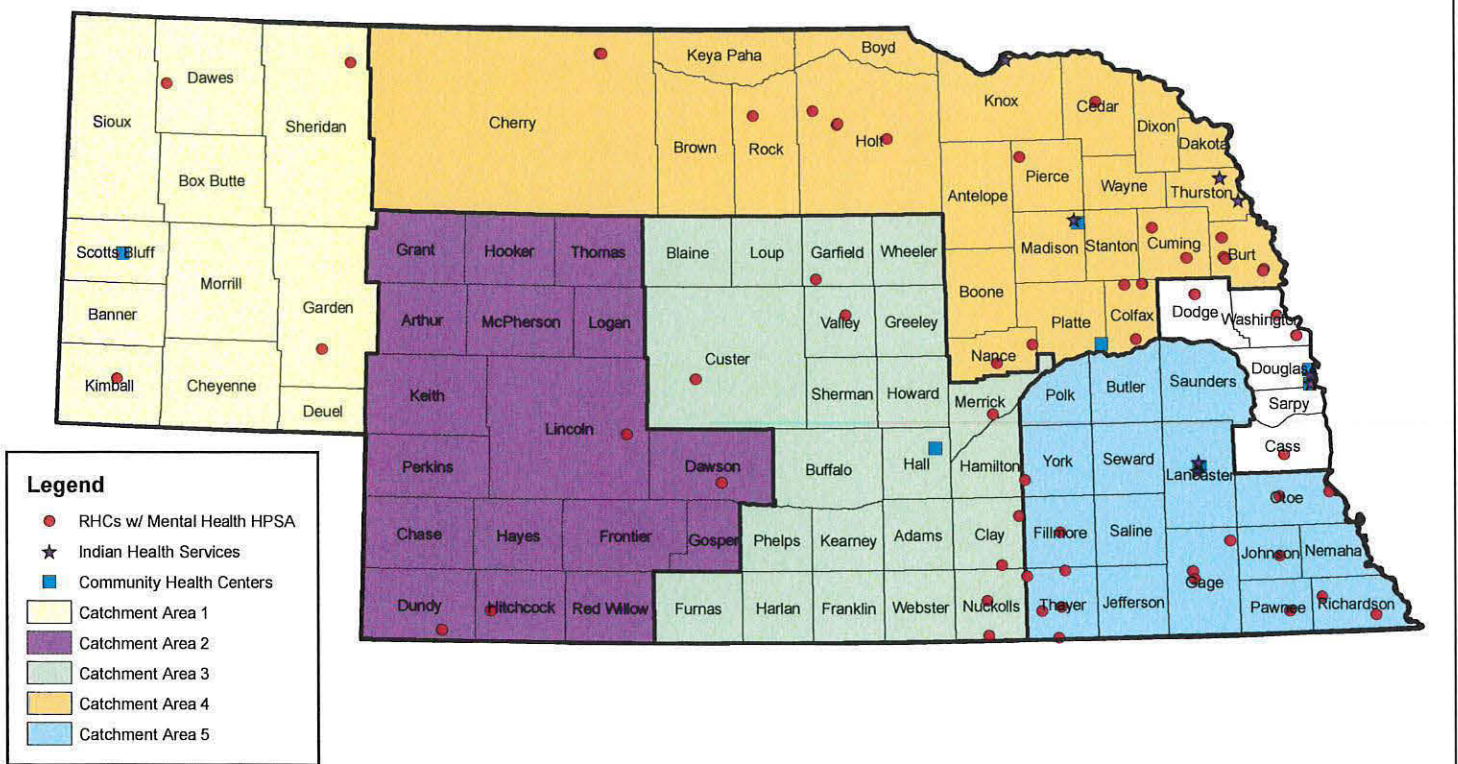 Boyd
Keya Paha
Dawes
Knox
Cedar
Sioux
Cherry
Sheridan
Dixon
Holt
Brown
Rock
Dakota
Box Butte
Pierce
Wayne
Thurston
Antelope
Scotts Bluff
Grant
Hooker
Thomas
Blaine
Loup
Garfield
Wheeler
Madison
Stanton
Cuming
Burt
Morrill
Boone
Banner
Garden
Arthur
McPherson
Logan
Valley
Greeley
Platte
Colfax
Dodge
Washington
Custer
Nance
Kimball
Cheyenne
Keith
Sherman
Howard
Merrick
Polk
Butler
Saunders
Douglas
Sarpy
Deuel
Lincoln
Cass
Perkins
Dawson
Buffalo
Hall
Hamilton
York
Seward
Lancaster
Otoe
Chase
Hayes
Frontier
Gosper
Phelps
Kearney
Adams
Clay
Fillmore
Saline
Johnson
Nemaha
Gage
Dundy
Hitchcock
Red Willow
Furnas
Harlan
Franklin
Webster
Nuckolls
Thayer
Jefferson
Pawnee
Richardson
Legend
RHCs w/ Mental Health HPSA
Indian Health Services
Community Health Centers
Catchment Area 1
Catchment Area 2
Catchment Area 3
Catchment Area 4
Catchment Area 5